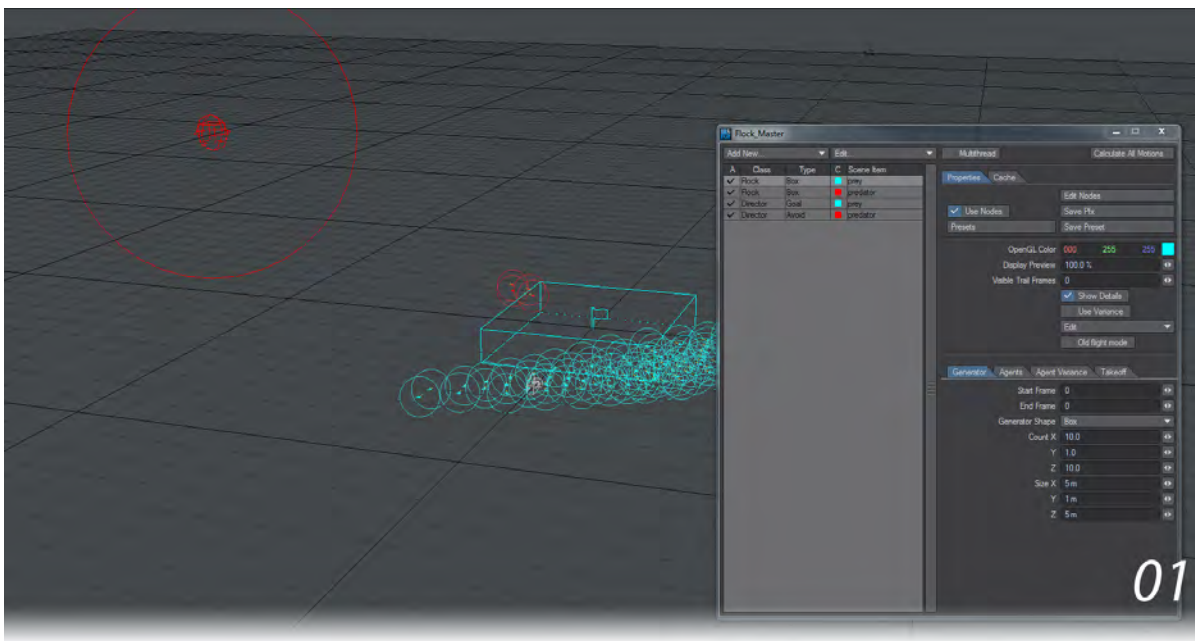 Flock_Master
Add New... Edit Multithread Calculate All Motions
A Class Type C Scene Item
Flock Box prey
Flock Box predator
Director Goal prey
Director Avoid predator
Properties Cache
Edit Nodes
Use Nodes Save Pfx
Presets Save Preset
OpenGL Color 000 255 255
Display Preview 100.0 %
Visible Trail Frames 0
Show Details
Use Variance
Edit
Old flight mode
Generator Agents Agent Variance Takeoff
Start Frame 0
End Frame 0
Generator Shape Box
Count X 10.0
Y 1.0
Z 10.0
Size X 5 m
Y 1 m
Z 5 m
01